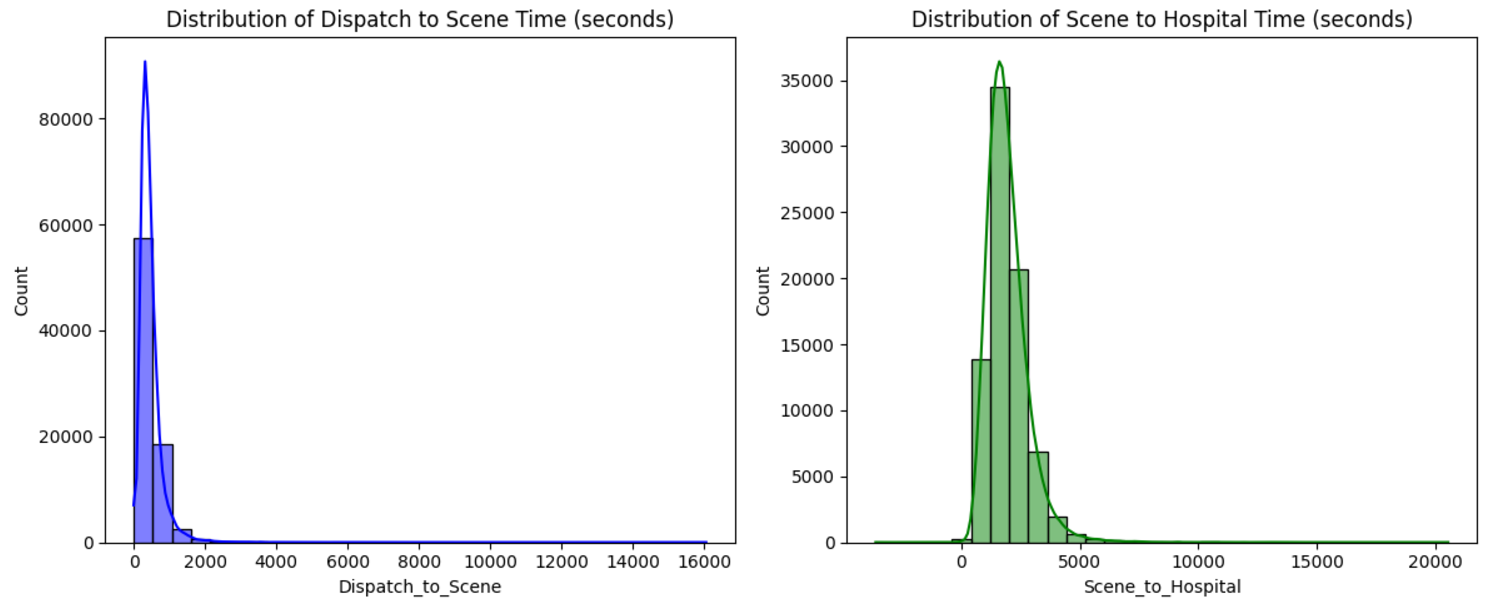 Distribution of Dispatch to Scene Time (seconds)
Count
80000
60000
40000
20000
0
0 2000 4000 6000 8000 10000 12000 14000 16000
Dispatch_to_Scene
Distribution of Scene to Hospital Time (seconds)
Count
35000
30000
25000
20000
15000
10000
5000
0
0 5000 10000 15000 20000
Scene_to_Hospital